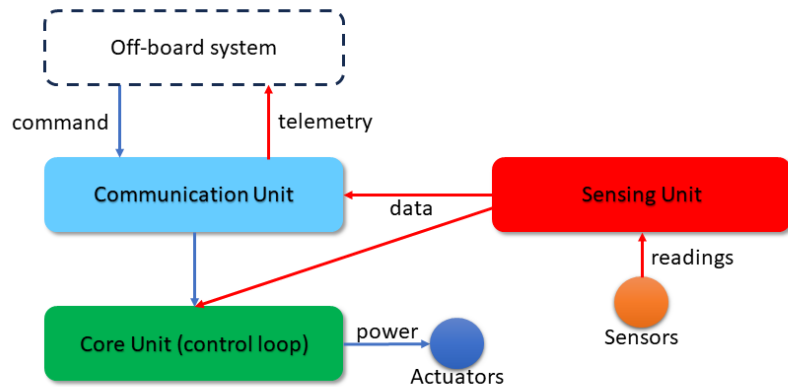 Off-board system
command
telemetry
Communication Unit
Sensing Unit
data
readings
Core Unit (control loop)
power
Sensors
Actuators